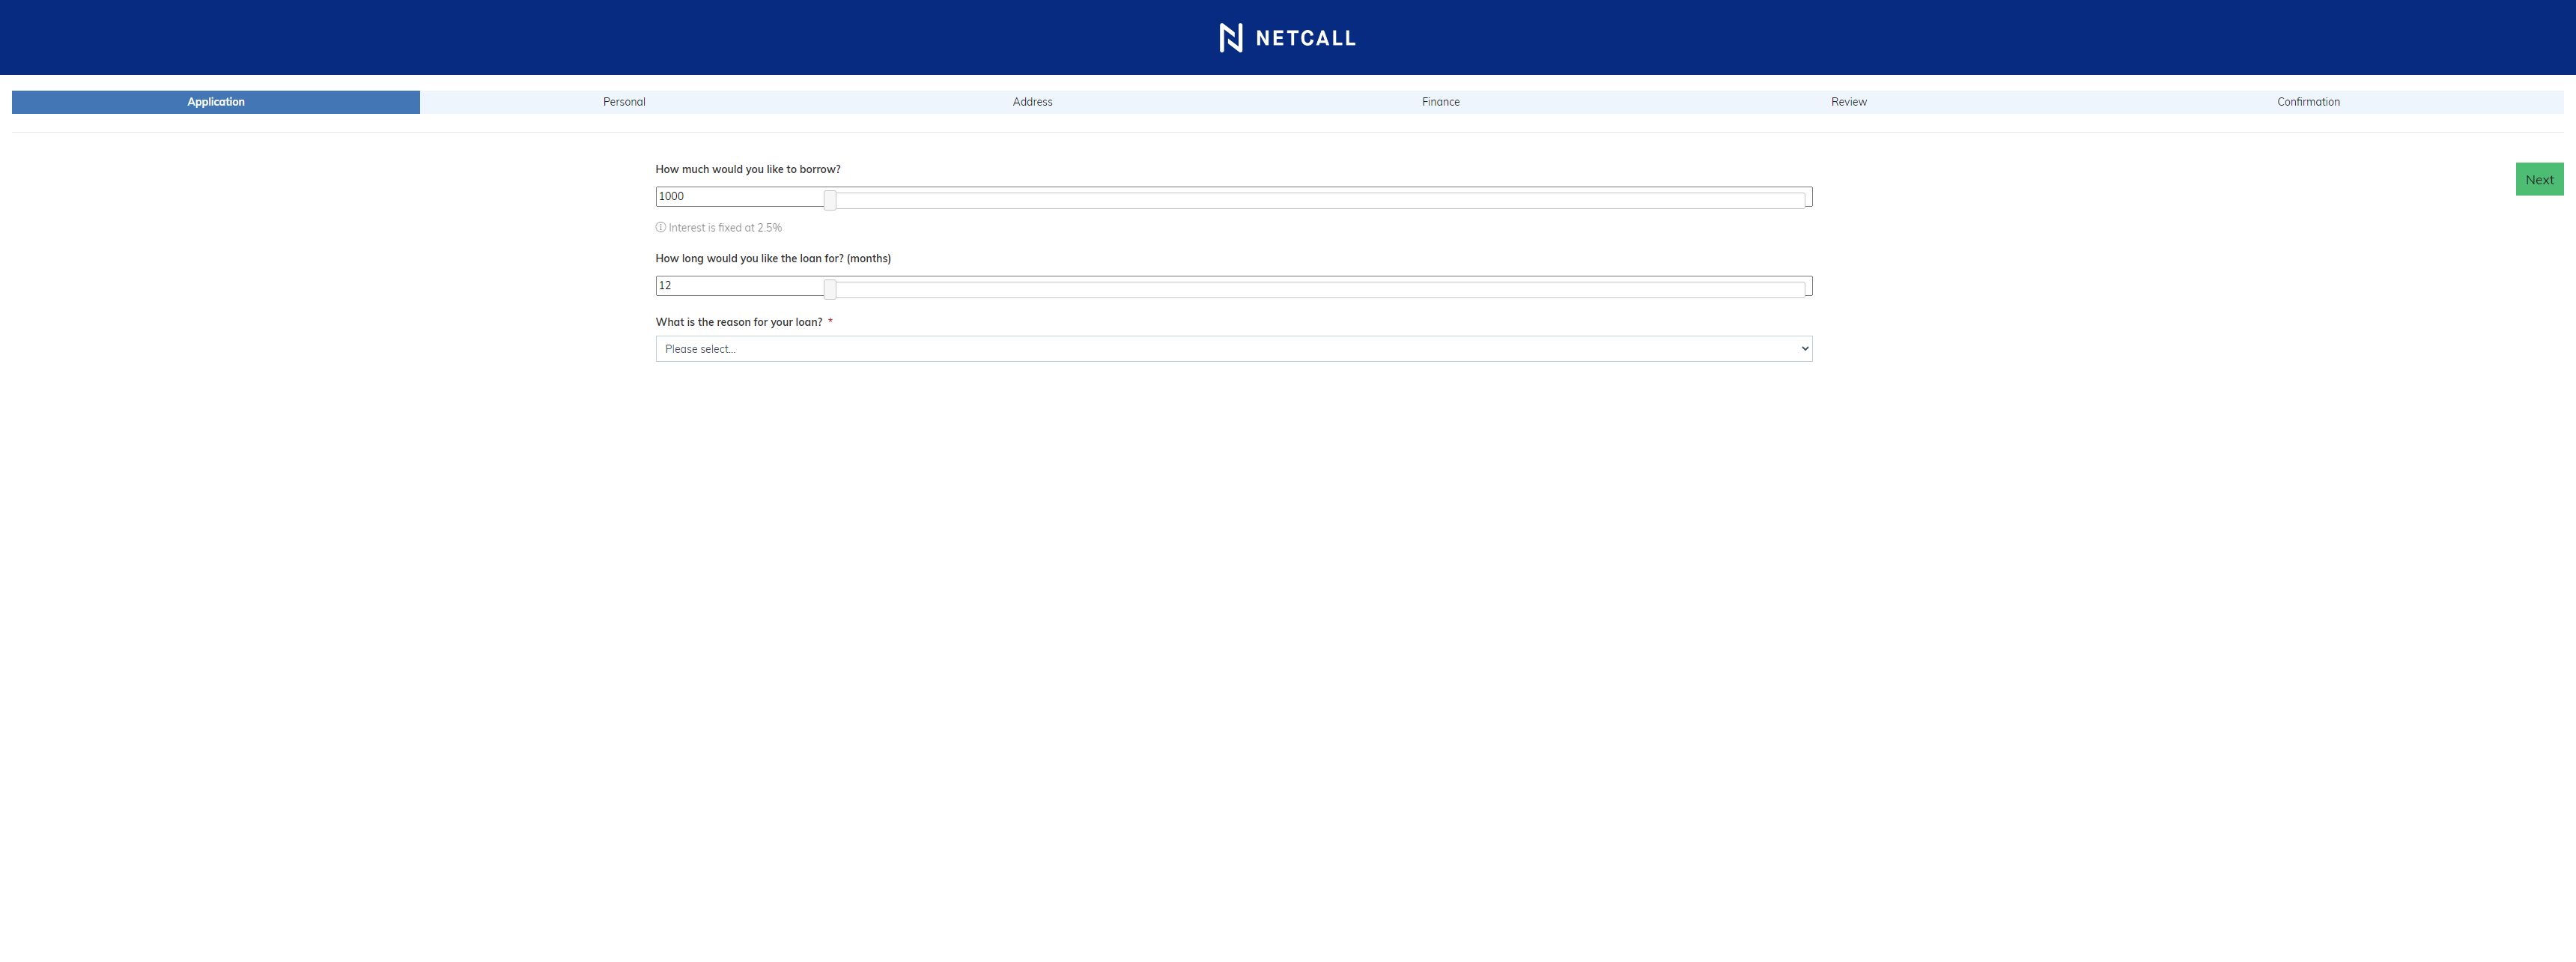 NETCALL
Application Personal Address Finance Review Confirmation
How much would you like to borrow?
Next
1000
Interest is fixed at 2.5%
How long would you like the loan for? (months)
12
What is the reason for your loan? *
Please select...